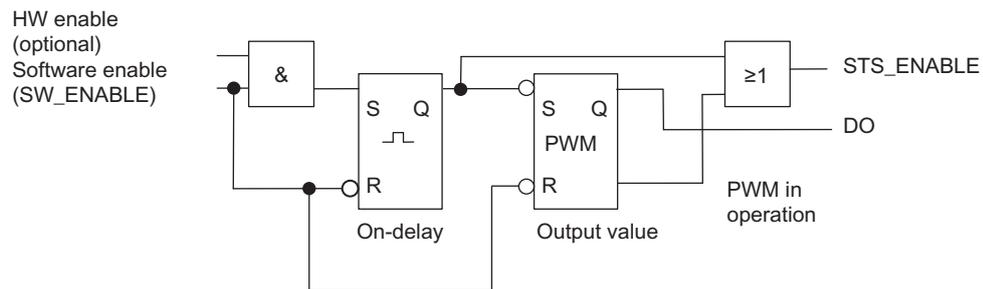 HW enable
(optional)
Software enable
(SW_ENABLE)
&
S Q
R
On-delay
S Q
PWM
R
Output value
≥1
STS_ENABLE
DO
PWM in
operation